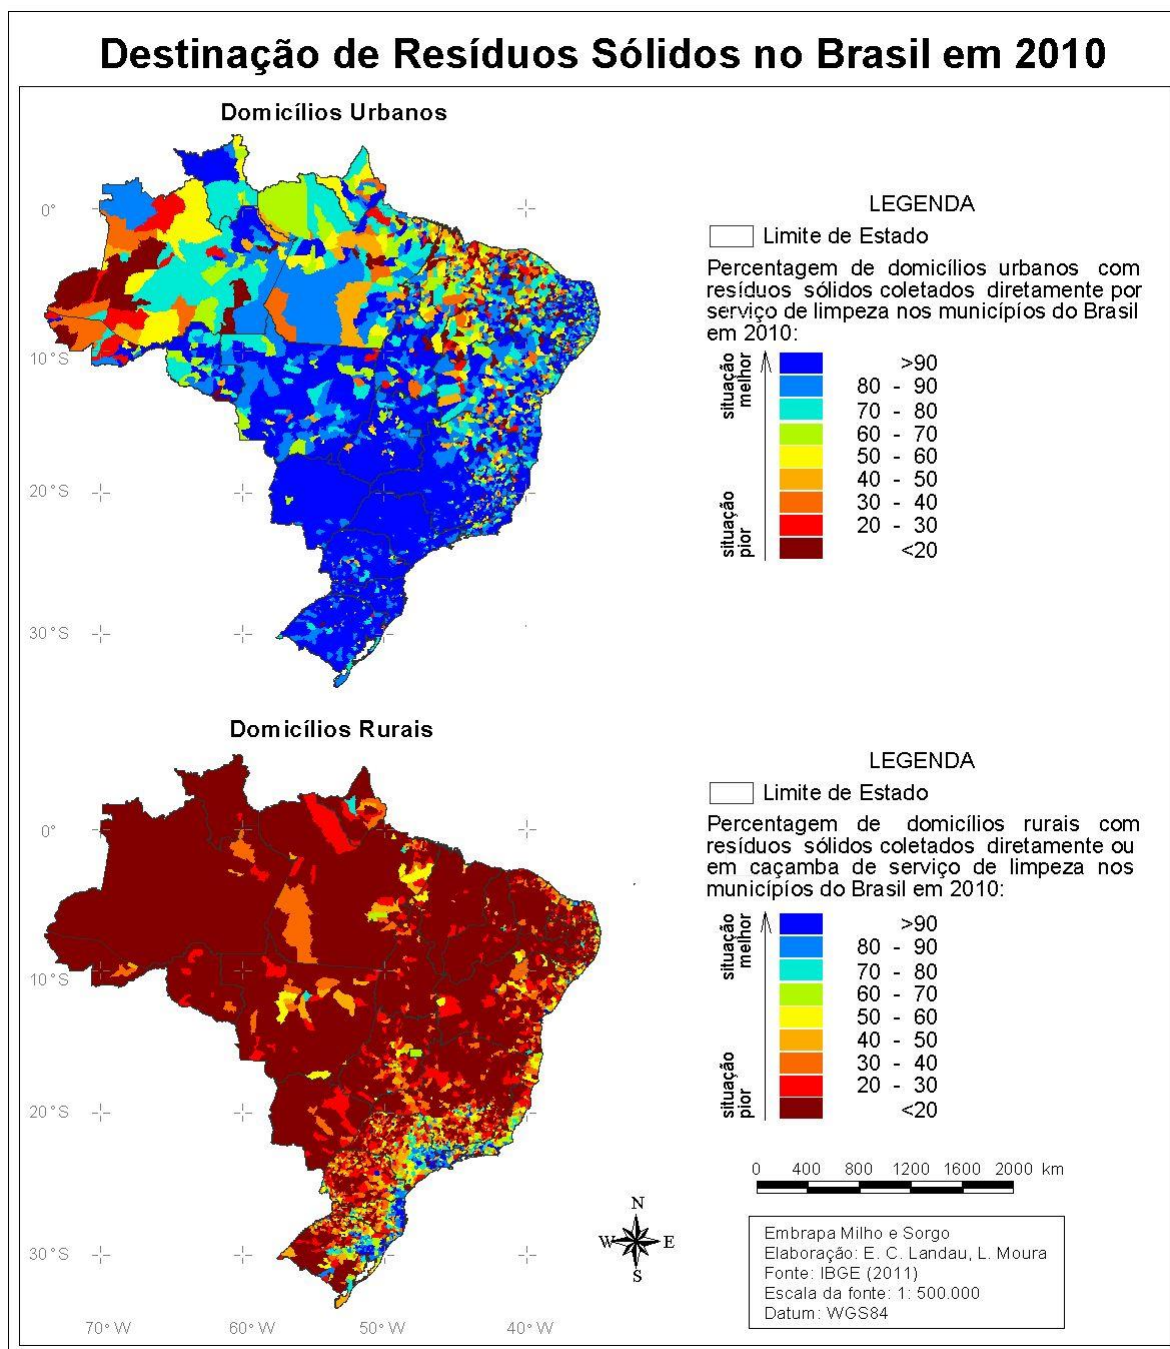 Destinação de Resíduos Sólidos no Brasil em 2010
Domicílios Urbanos
0°
10°S
20°S
30°S
LEGENDA
Limite de Estado
Percentagem de domicílios urbanos com
resíduos sólidos coletados diretamente por
serviço de limpeza nos municípios do Brasil
em 2010:
situação
melhor
situação
pior
>90
80 - 90
70 - 80
60 - 70
50 - 60
40 - 50
30 - 40
20 - 30
<20
Domicílios Rurais
0°
10°S
20°S
30°S
70°W
60°W
50°W
40°W
LEGENDA
Limite de Estado
Percentagem de domicílios rurais com
resíduos sólidos coletados diretamente ou
em caçamba de serviço de limpeza nos
municípios do Brasil em 2010:
situação
melhor
situação
pior
>90
80 - 90
70 - 80
60 - 70
50 - 60
40 - 50
30 - 40
20 - 30
<20
0 400 800 1200 1600 2000 km
N
W E
S
Embrapa Milho e Sorgo
Elaboração: E. C. Landau, L. Moura
Fonte: IBGE (2011)
Escala da fonte: 1: 500.000
Datum: WGS84